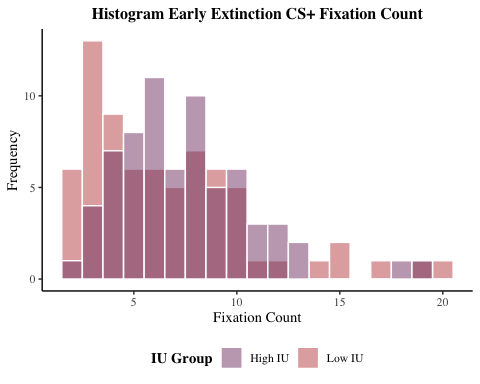 Histogram Early Extinction CS+ Fixation Count
Frequency
10
5
0
5
10
15
20
Fixation Count
IU Group High IU Low IU